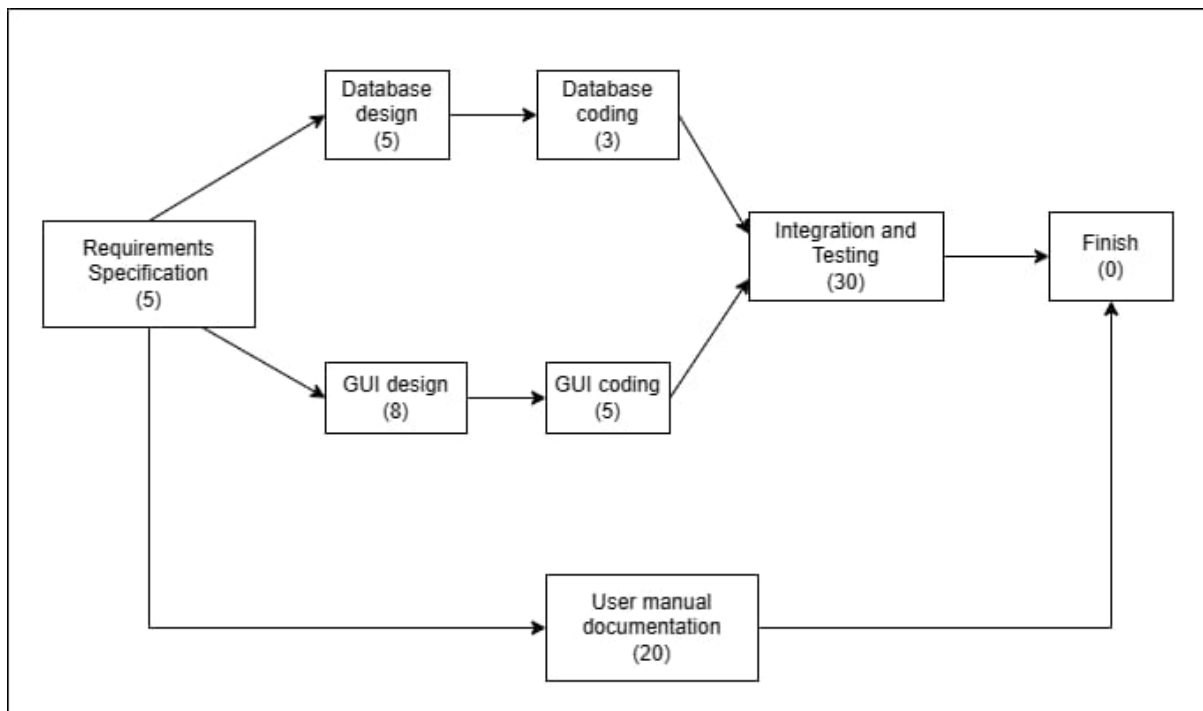 Database
design
(5)
Database
coding
(3)
Requirements
Specification
(5)
Integration and
Testing
(30)
Finish
(0)
GUI design
(8)
GUI coding
(5)
User manual
documentation
(20)